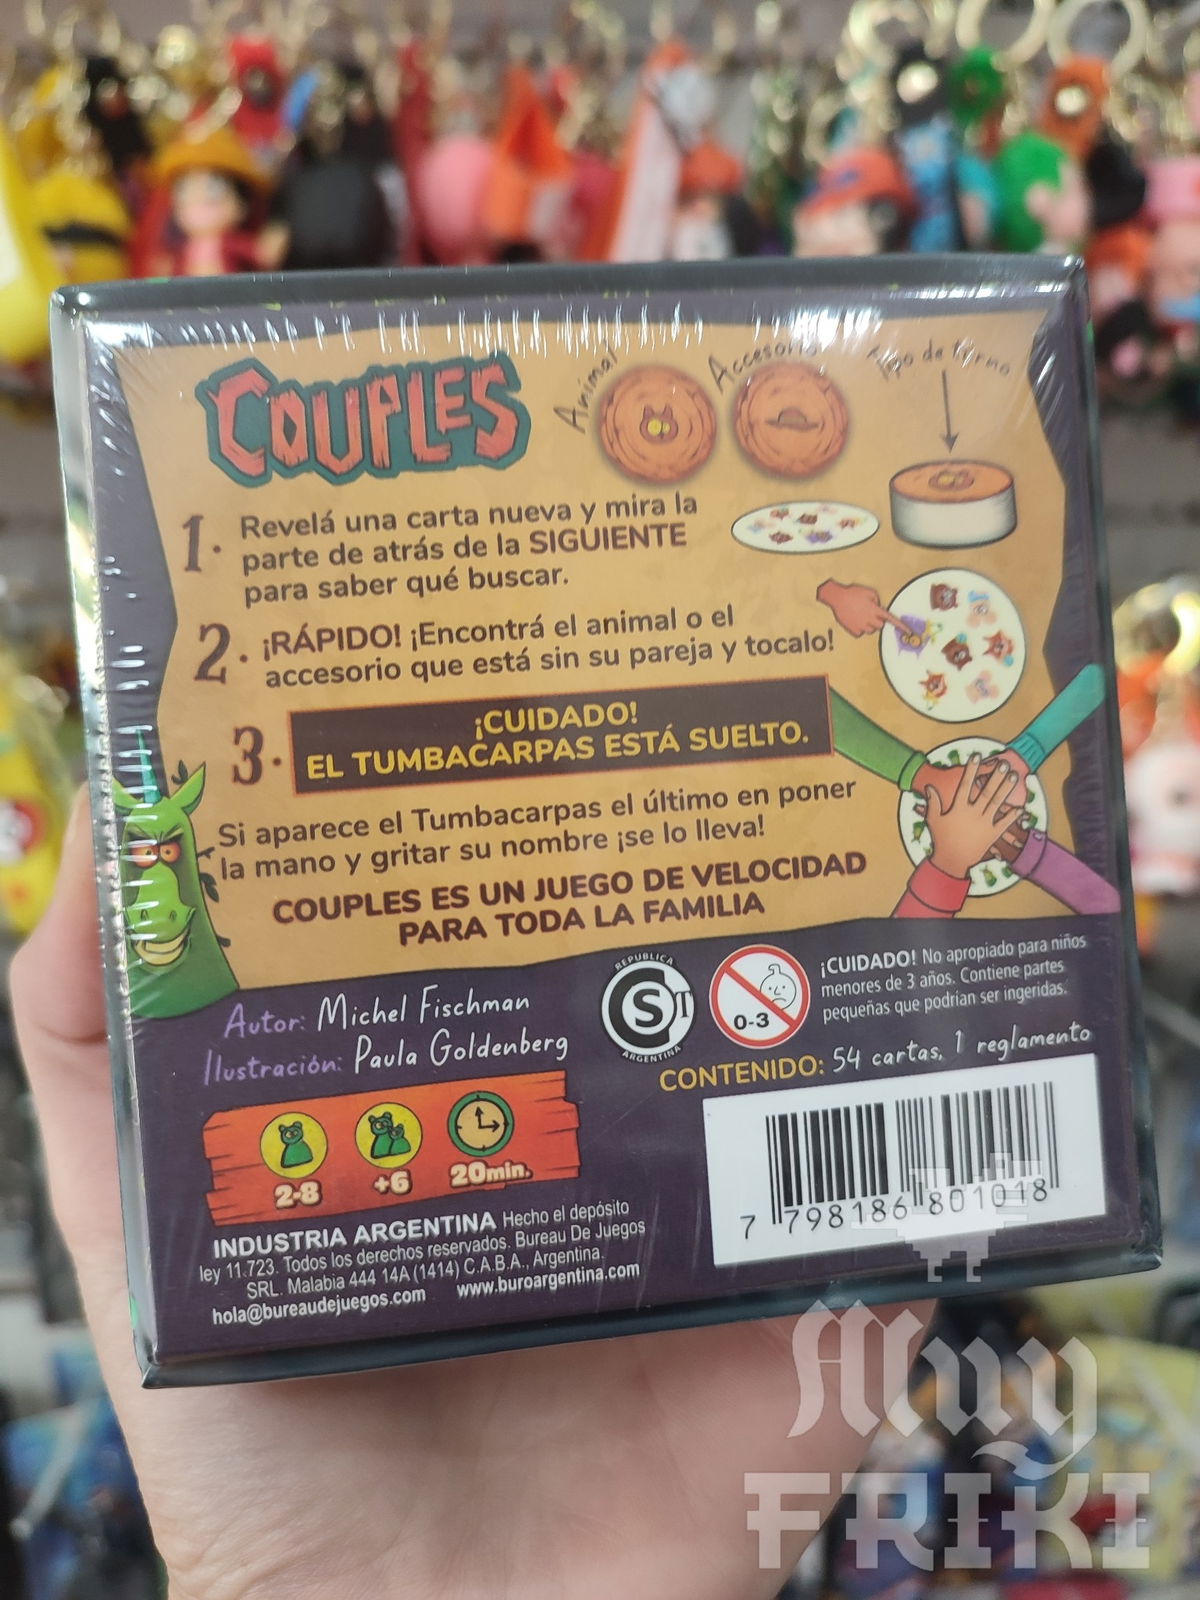 COUPLES
Animal
Accesorio
Tipo de turno
1. Revelá una carta nueva y mira la
parte de atrás de la SIGUIENTE
para saber qué buscar.
2. ¡RÁPIDO! ¡Encontrá el animal o el
accesorio que está sin su pareja y tocalo!
3. ¡CUIDADO!
EL TUMBACARPAS ESTÁ SUELTO.
Si aparece el Tumbacarpas el último en poner
la mano y gritar su nombre ¡se lo lleva!
COUPLES ES UN JUEGO DE VELOCIDAD
PARA TODA LA FAMILIA
Autor: Michel Fischman
Ilustración: Paula Goldenberg
REPUBLICA
S
ARGENTINA
0-3
¡CUIDADO! No apropiado para niños
menores de 3 años. Contiene partes
pequeñas que podrían ser ingeridas.
CONTENIDO: 54 cartas, 1 reglamento
2-8
+6
20min.
INDUSTRIA ARGENTINA Hecho el depósito
ley 11.723. Todos los derechos reservados. Bureau De Juegos
SRL. Malabia 444 14A (1414) C.A.B.A., Argentina.
hola@bureaudejuegos.com www.buroargentina.com
7 798186 801018
Muy
FRIKI